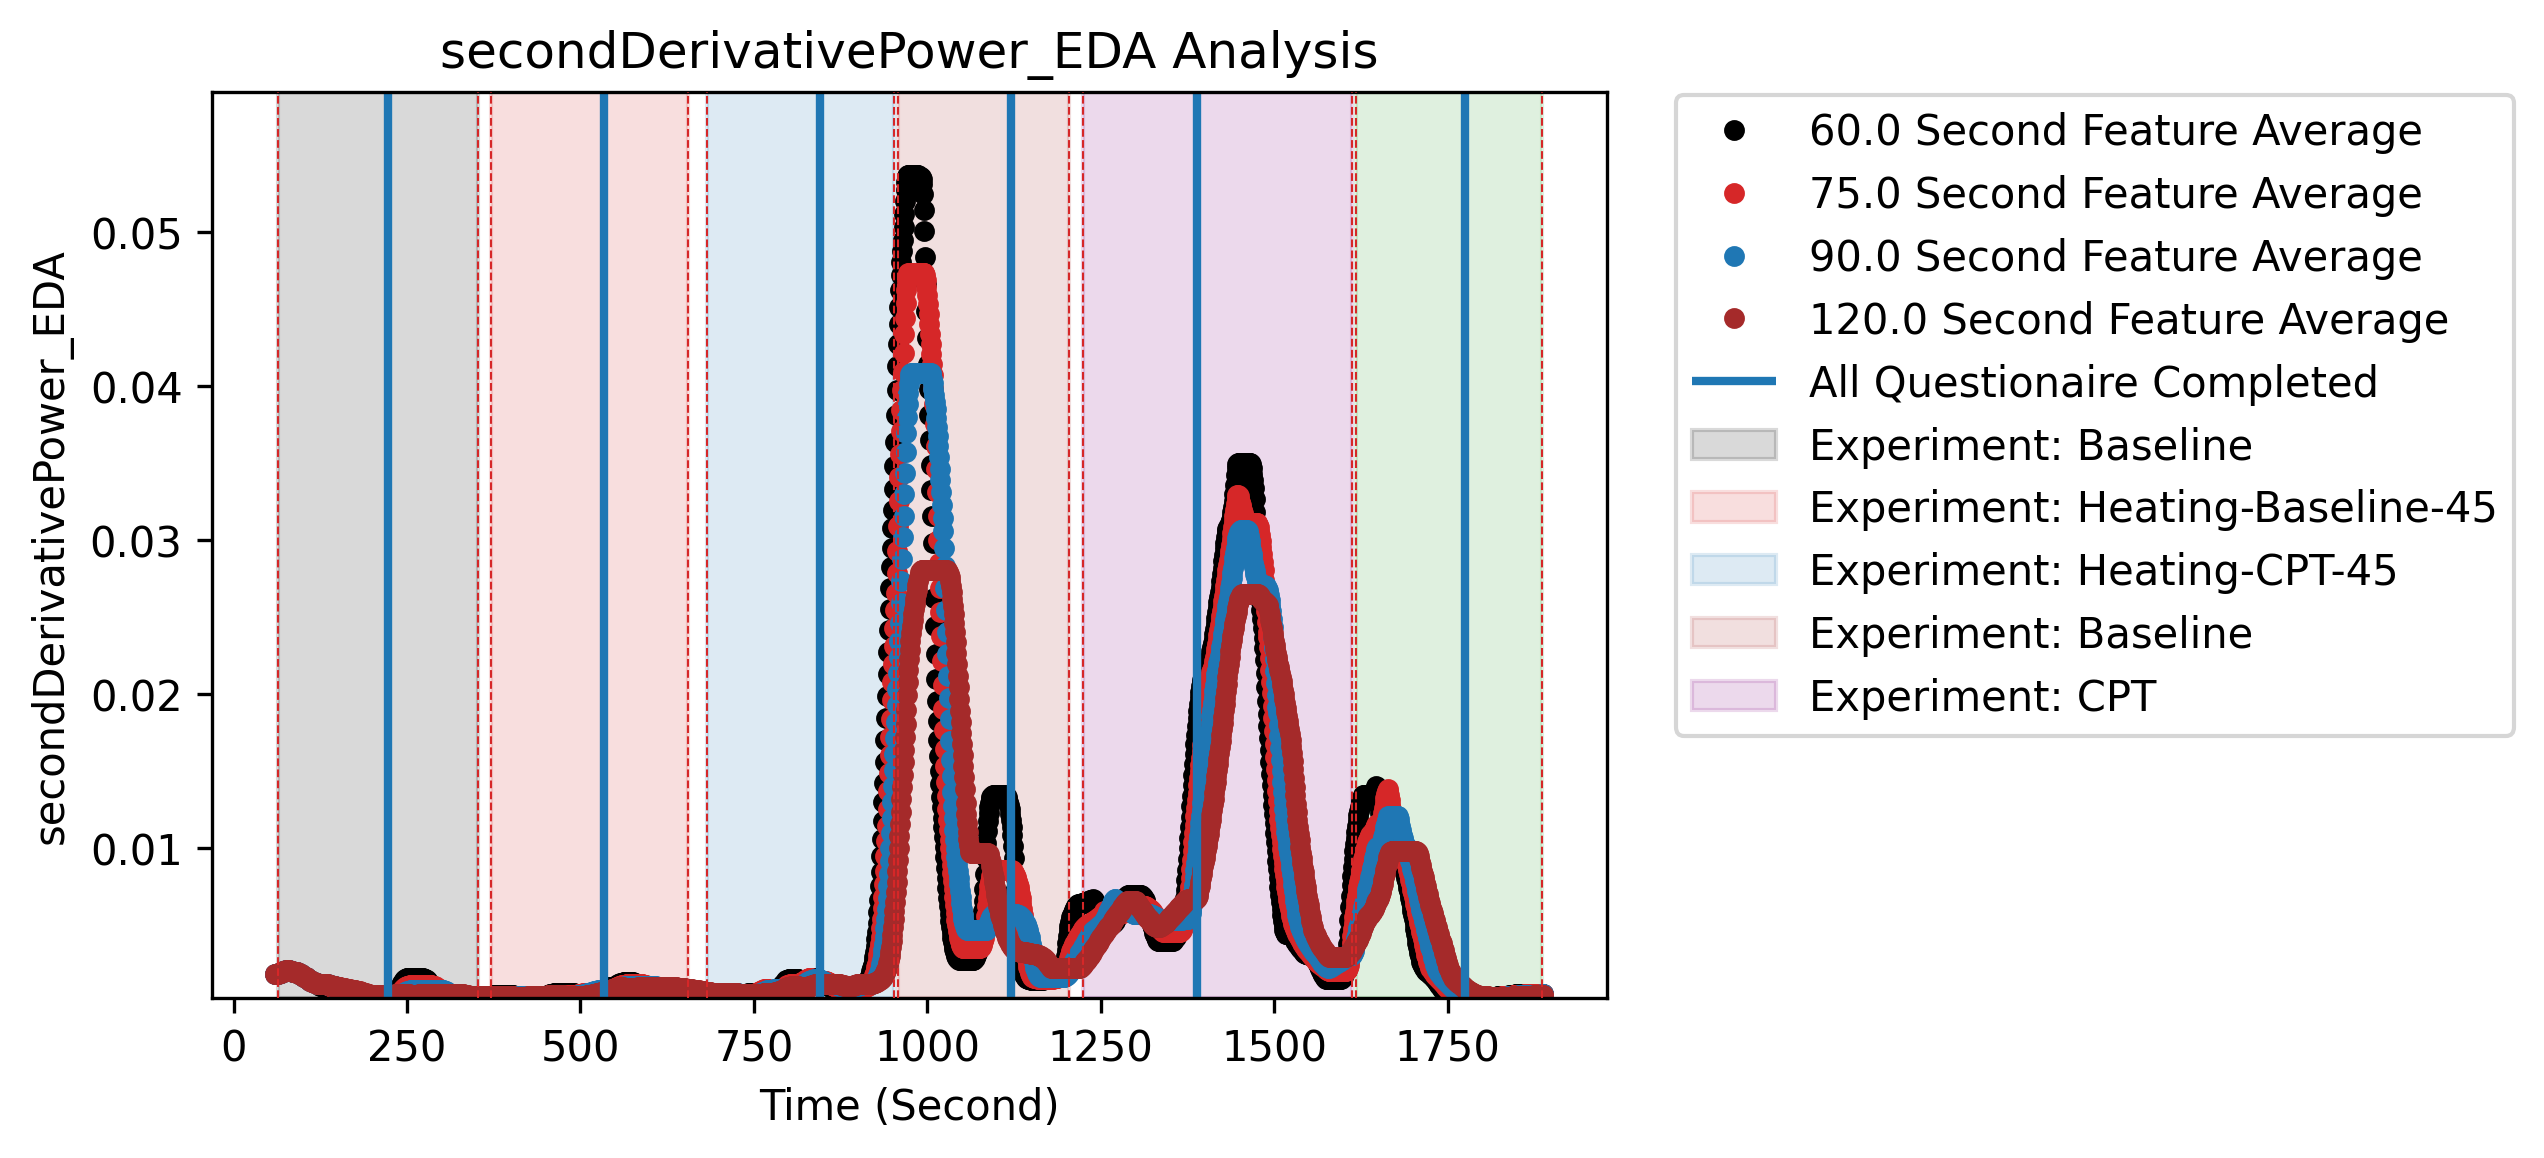 secondDerivativePower_EDA Analysis
secondDerivativePower_EDA
0.05
0.04
0.03
0.02
0.01
0 250 500 750 1000 1250 1500 1750
Time (Second)
60.0 Second Feature Average
75.0 Second Feature Average
90.0 Second Feature Average
120.0 Second Feature Average
All Questionaire Completed
Experiment: Baseline
Experiment: Heating-Baseline-45
Experiment: Heating-CPT-45
Experiment: Baseline
Experiment: CPT